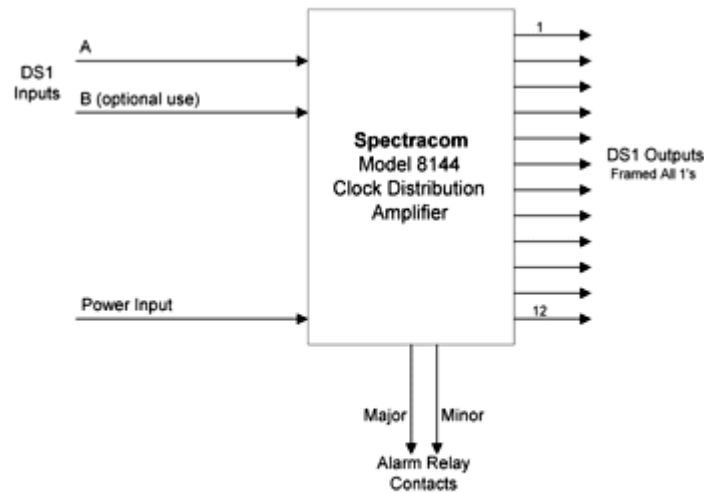 A
DS1
Inputs
B (optional use)
Power Input
Spectracom
Model 8144
Clock Distribution
Amplifier
1
12
DS1 Outputs
Framed All 1's
Major
Minor
Alarm Relay
Contacts